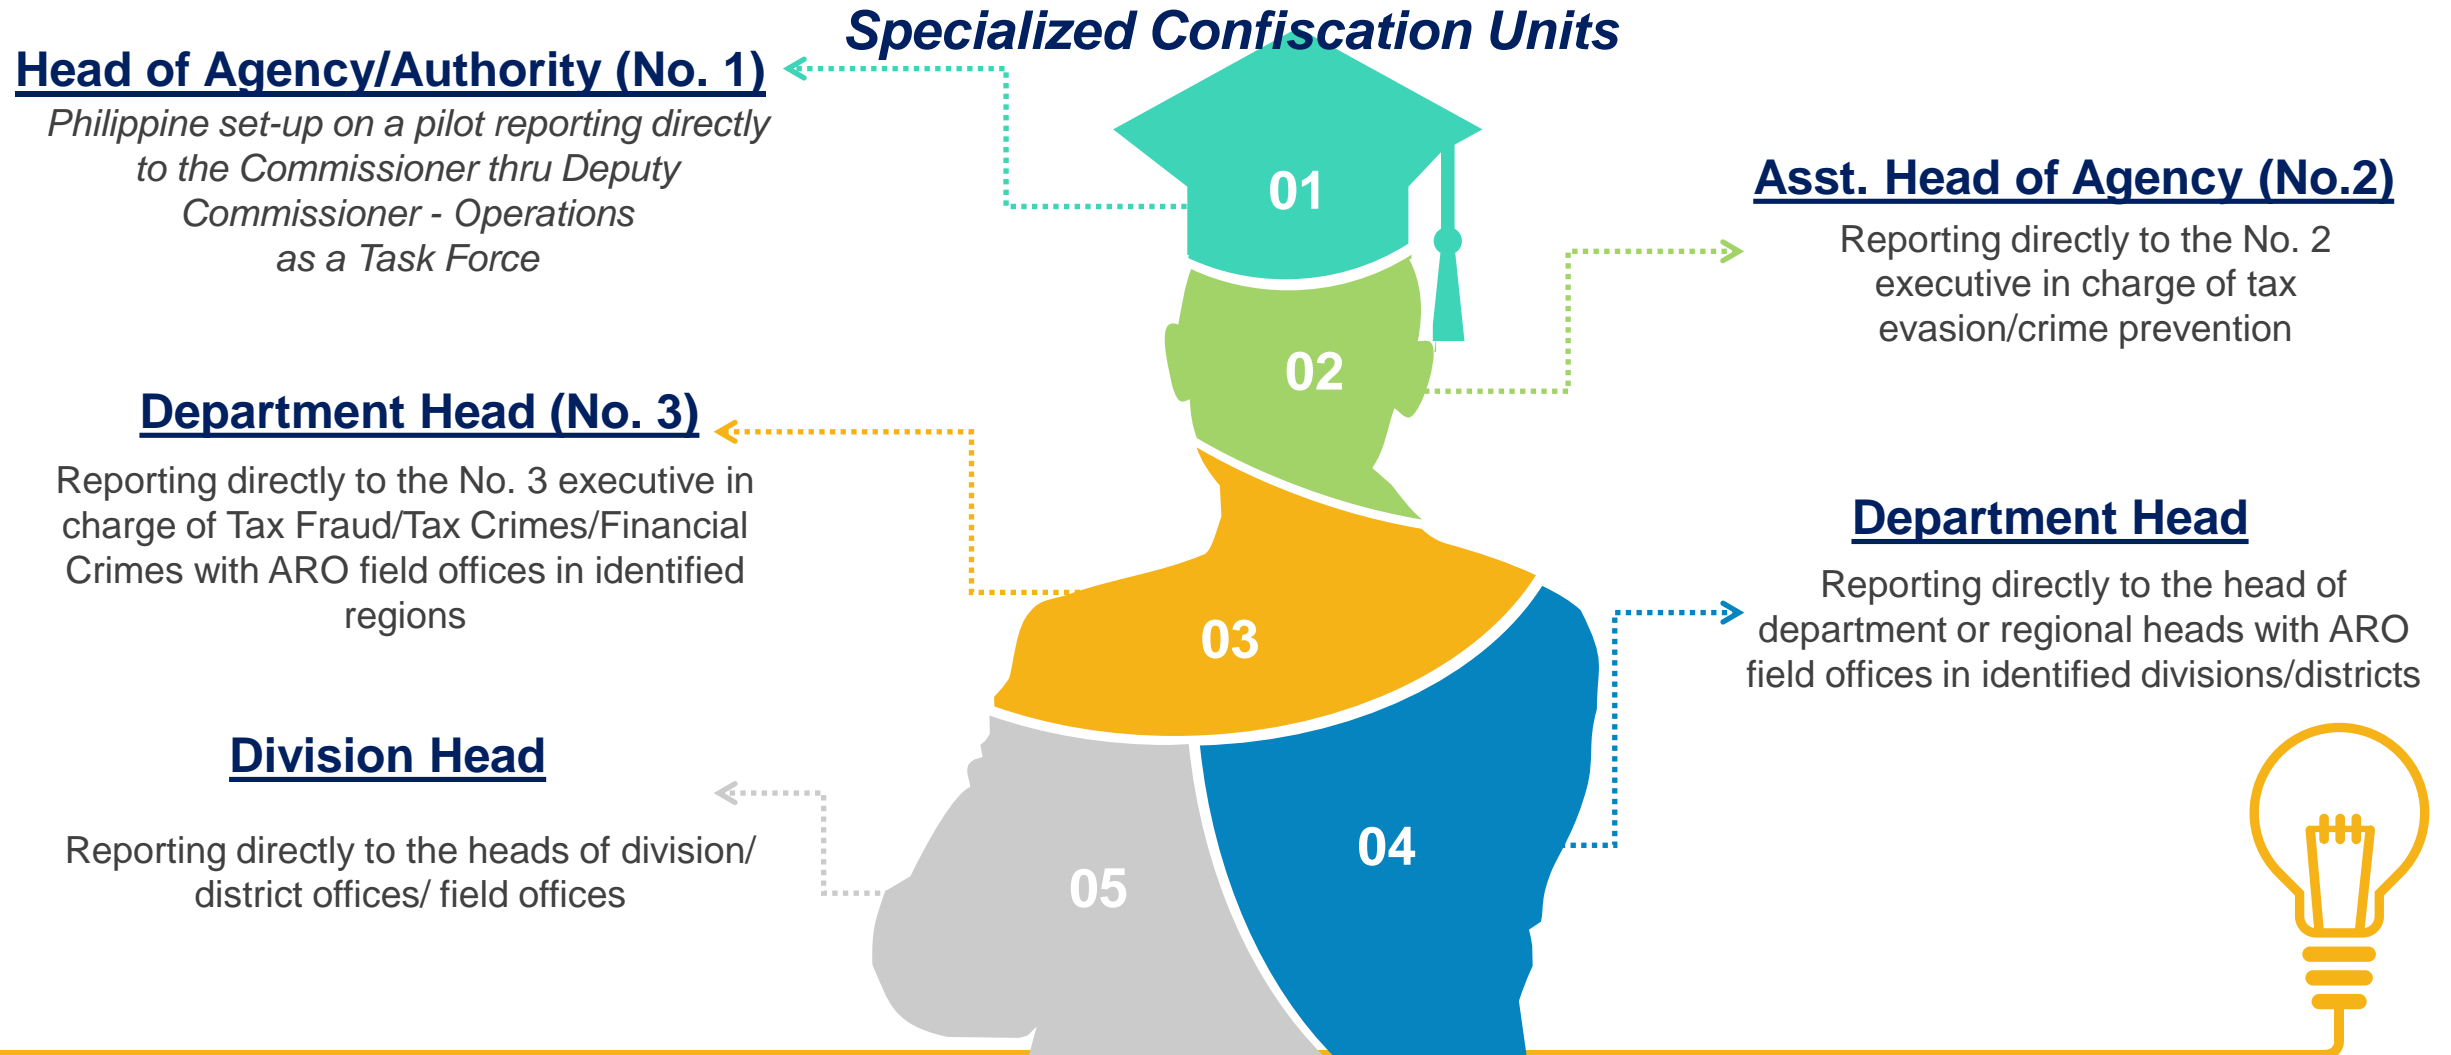 Specialized Confiscation Units
Head of Agency/Authority (No. 1)
Philippine set-up on a pilot reporting directly
to the Commissioner thru Deputy
Commissioner - Operations
as a Task Force
01
Asst. Head of Agency (No.2)
Reporting directly to the No. 2
executive in charge of tax
evasion/crime prevention
02
Department Head (No. 3)
Reporting directly to the No. 3 executive in
charge of Tax Fraud/Tax Crimes/Financial
Crimes with ARO field offices in identified
regions
03
Department Head
Reporting directly to the head of
department or regional heads with ARO
field offices in identified divisions/districts
04
Division Head
Reporting directly to the heads of division/
district offices/ field offices
05